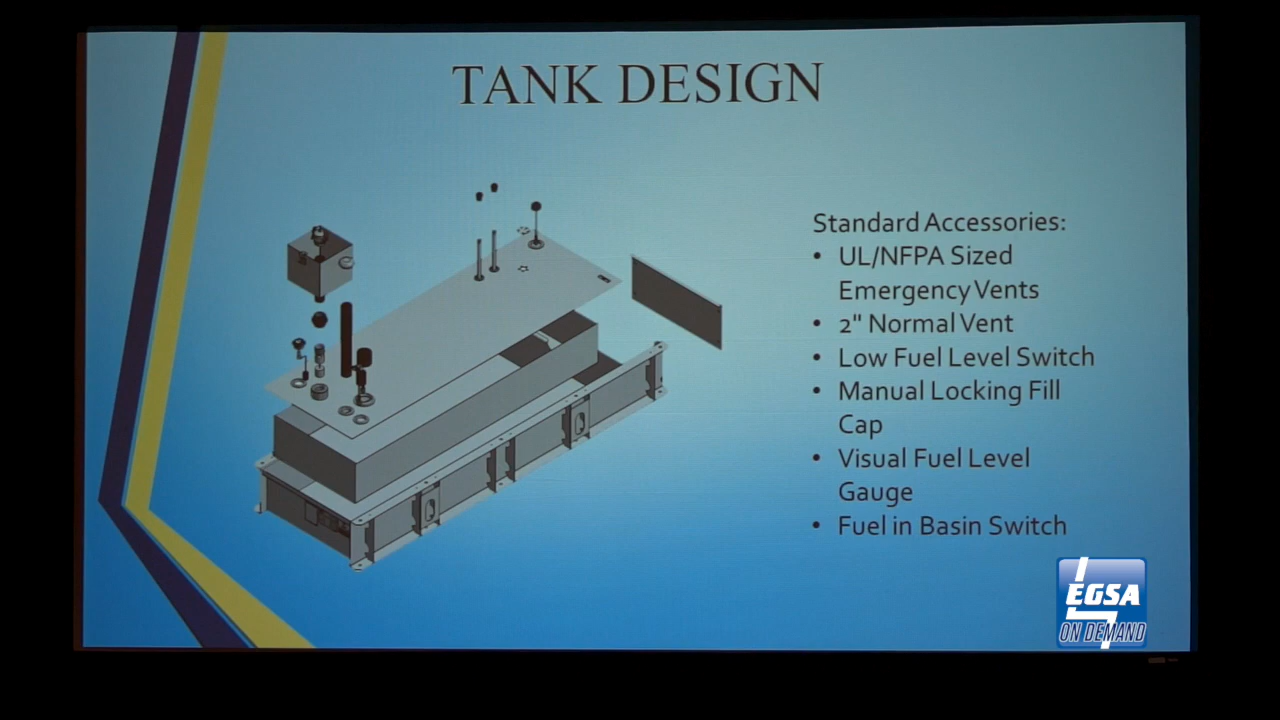 TANK DESIGN
Standard Accessories:
• UL/NFPA Sized
Emergency Vents
• 2" Normal Vent
• Low Fuel Level Switch
• Manual Locking Fill
Cap
• Visual Fuel Level
Gauge
• Fuel in Basin Switch
EGSA
ON DEMAND